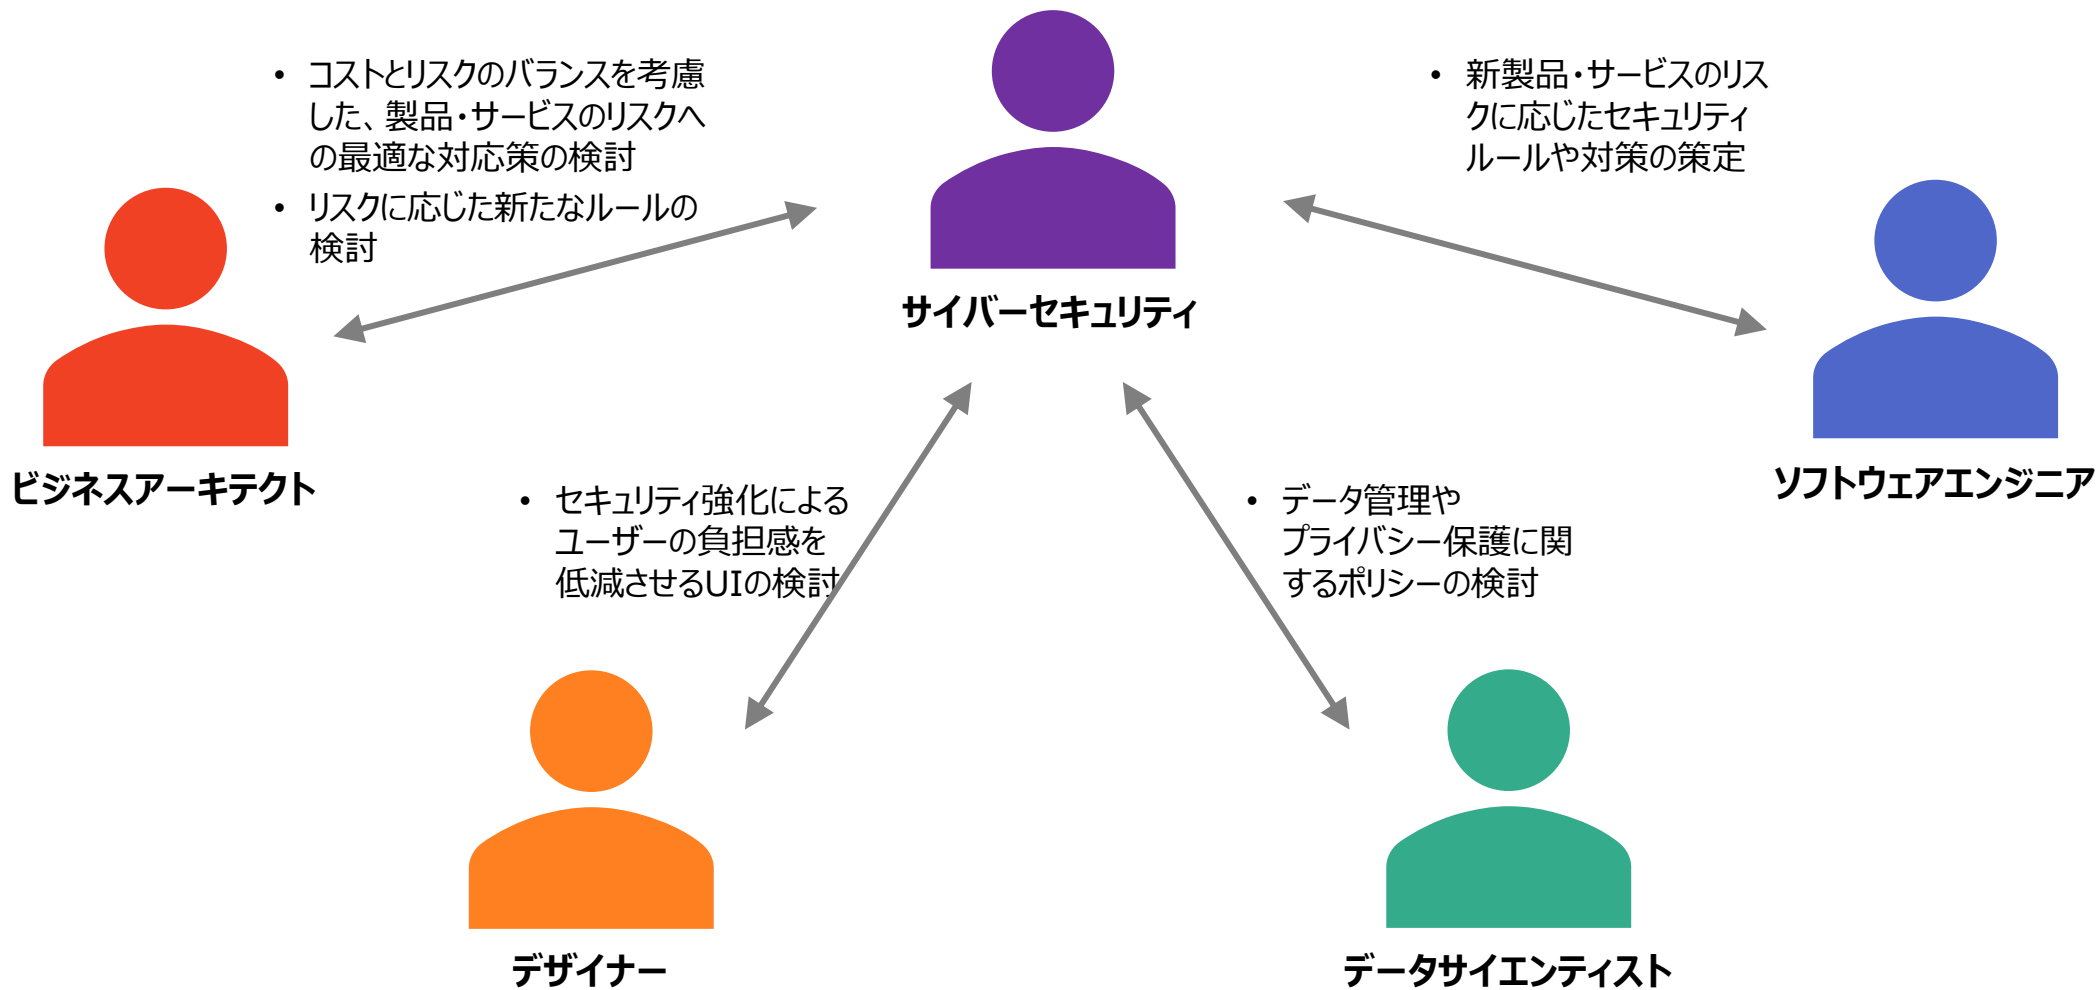 • コストとリスクのバランスを考慮
した、製品・サービスのリスクへ
の最適な対応策の検討
• リスクに応じた新たなルールの
検討
• 新製品・サービスのリス
クに応じたセキュリティ
ルールや対策の策定
サイバーセキュリティ
ビジネスアーキテクト
ソフトウェアエンジニア
• セキュリティ強化による
ユーザーの負担感を
低減させるUIの検討
• データ管理や
プライバシー保護に関
するポリシーの検討
デザイナー
データサイエンティスト